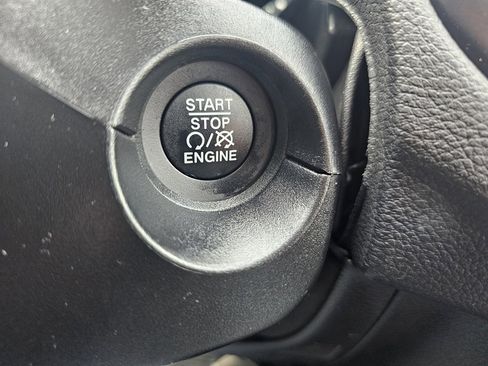 START
STOP
/
ENGINE